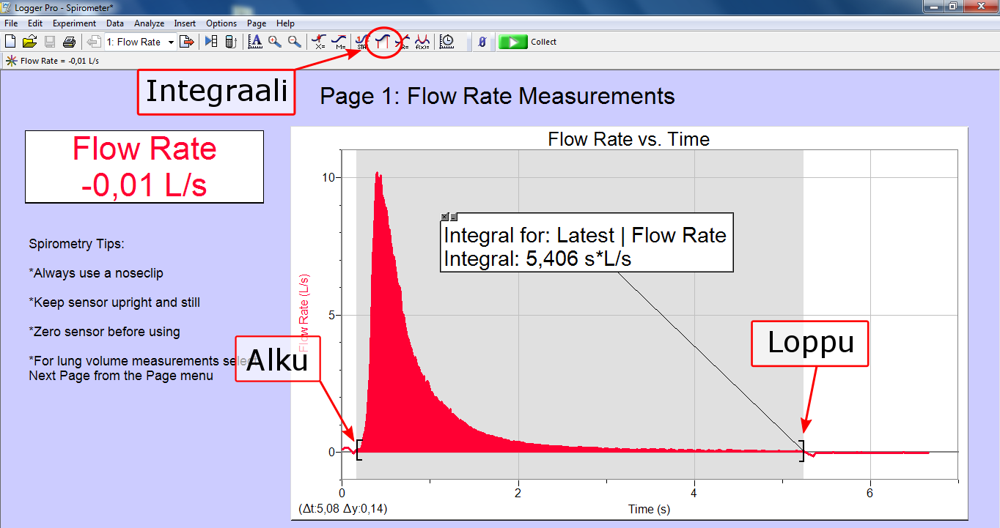 Logger Pro - Spirometer*
File Edit Experiment Data Analyze Insert Options Page Help
1: Flow Rate
Collect
Flow Rate = -0,01 L/s
Integraali
Page 1: Flow Rate Measurements
Flow Rate
-0,01 L/s
Spirometry Tips:
*Always use a noseclip
*Keep sensor upright and still
*Zero sensor before using
*For lung volume measurements select
Next Page from the Page menu
Flow Rate vs. Time
10
5
0
Flow Rate (L/s)
Integral for: Latest | Flow Rate
Integral: 5,406 s*L/s
Alku
Loppu
0 2 4 6
(Δt:5,08 Δy:0,14)
Time (s)